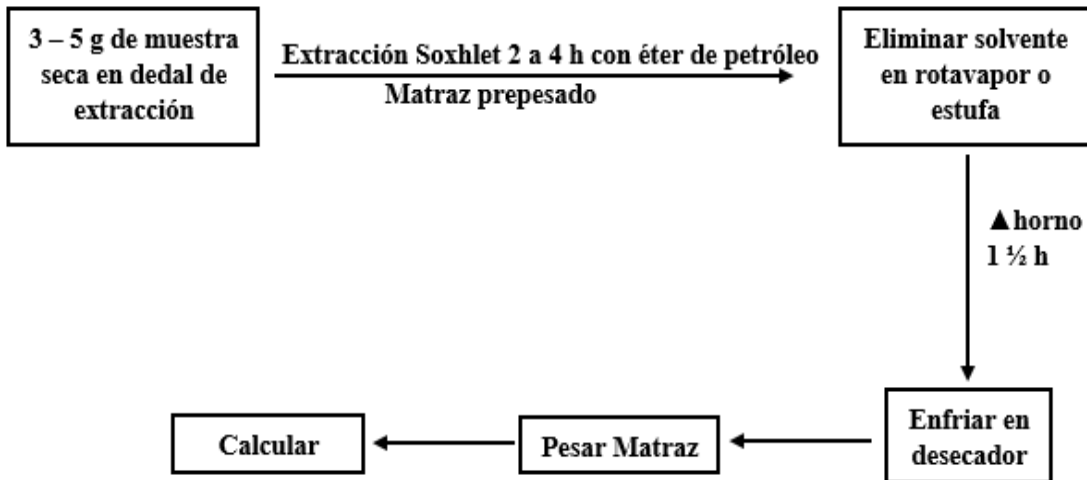 3 – 5 g de muestra
seca en dedal de
extracción
Extracción Soxhlet 2 a 4 h con éter de petróleo
Matraz prepesado
Eliminar solvente
en rotavapor o
estufa
▲horno
1 ½ h
Enfriar en
desecador
Pesar Matraz
Calcular